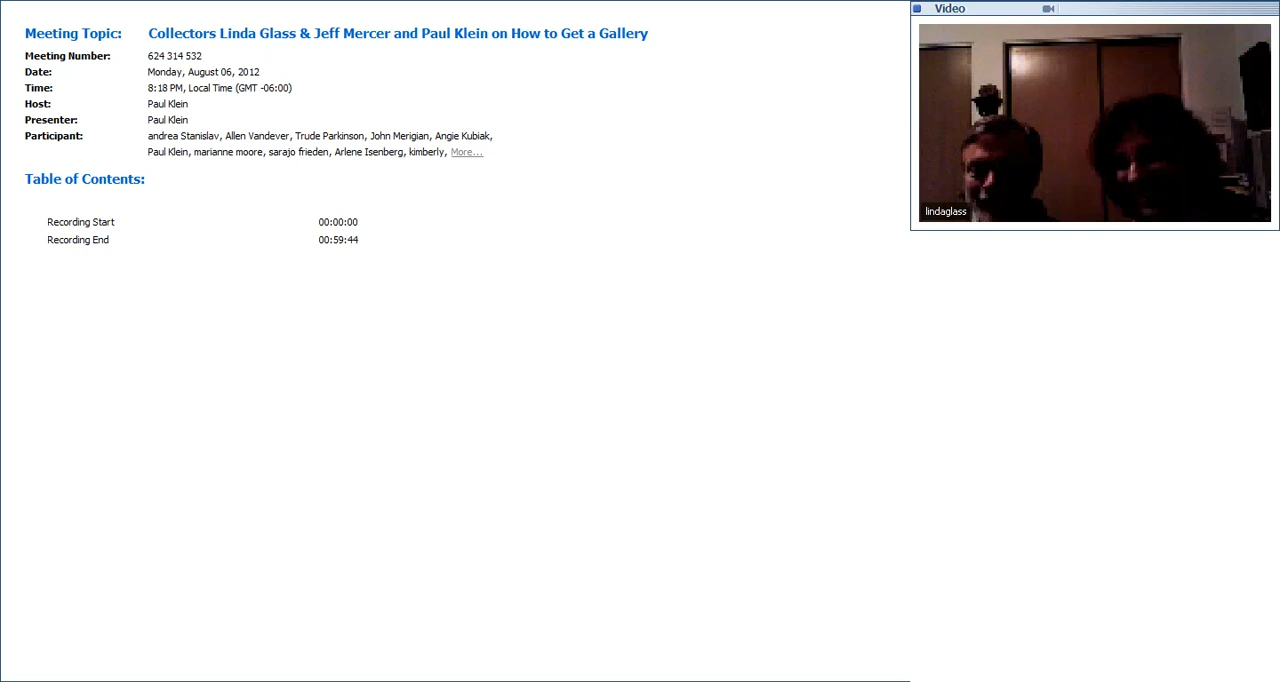 Meeting Topic: Collectors Linda Glass & Jeff Mercer and Paul Klein on How to Get a Gallery
Meeting Number: 624 314 532
Date: Monday, August 06, 2012
Time: 8:18 PM, Local Time (GMT -06:00)
Host: Paul Klein
Presenter: Paul Klein
Participant: andrea Stanislav, Allen Vandever, Trude Parkinson, John Merigian, Angie Kubiak,
Paul Klein, marianne moore, sarajo frieden, Arlene Isenberg, kimberly, More...
Table of Contents:
Recording Start 00:00:00
Recording End 00:59:44
Video
lindaglass